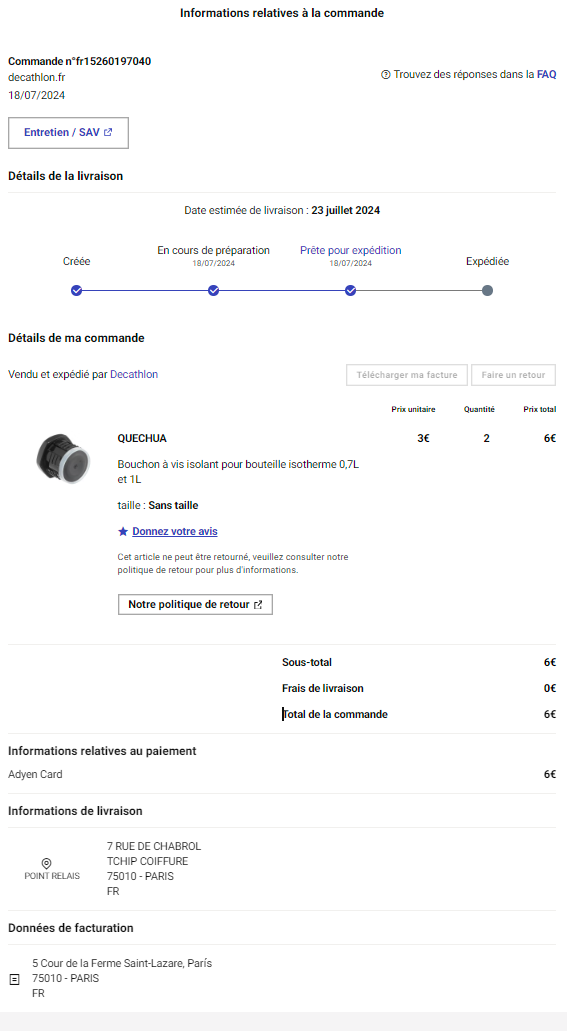 Informations relatives à la commande
Commande n°fr15260197040
decathlon.fr
Trouvez des réponses dans la FAQ
18/07/2024
Entretien / SAV
Détails de la livraison
Date estimée de livraison : 23 juillet 2024
Créée
En cours de préparation
18/07/2024
Prête pour expédition
18/07/2024
Expédiée
Détails de ma commande
Vendu et expédié par Decathlon
Télécharger ma facture
Faire un retour
Prix unitaire Quantité Prix total
QUECHUA 3€ 2 6€
Bouchon à vis isolant pour bouteille isotherme 0,7L
et 1L
taille : Sans taille
Donnez votre avis
Cet article ne peut être retourné, veuillez consulter notre
politique de retour pour plus d'informations.
Notre politique de retour
Sous-total 6€
Frais de livraison 0€
Total de la commande 6€
Informations relatives au paiement
Adyen Card 6€
Informations de livraison
POINT RELAIS
7 RUE DE CHABROL
TCHIP COIFFURE
75010 - PARIS
FR
Données de facturation
5 Cour de la Ferme Saint-Lazare, París
75010 - PARIS
FR